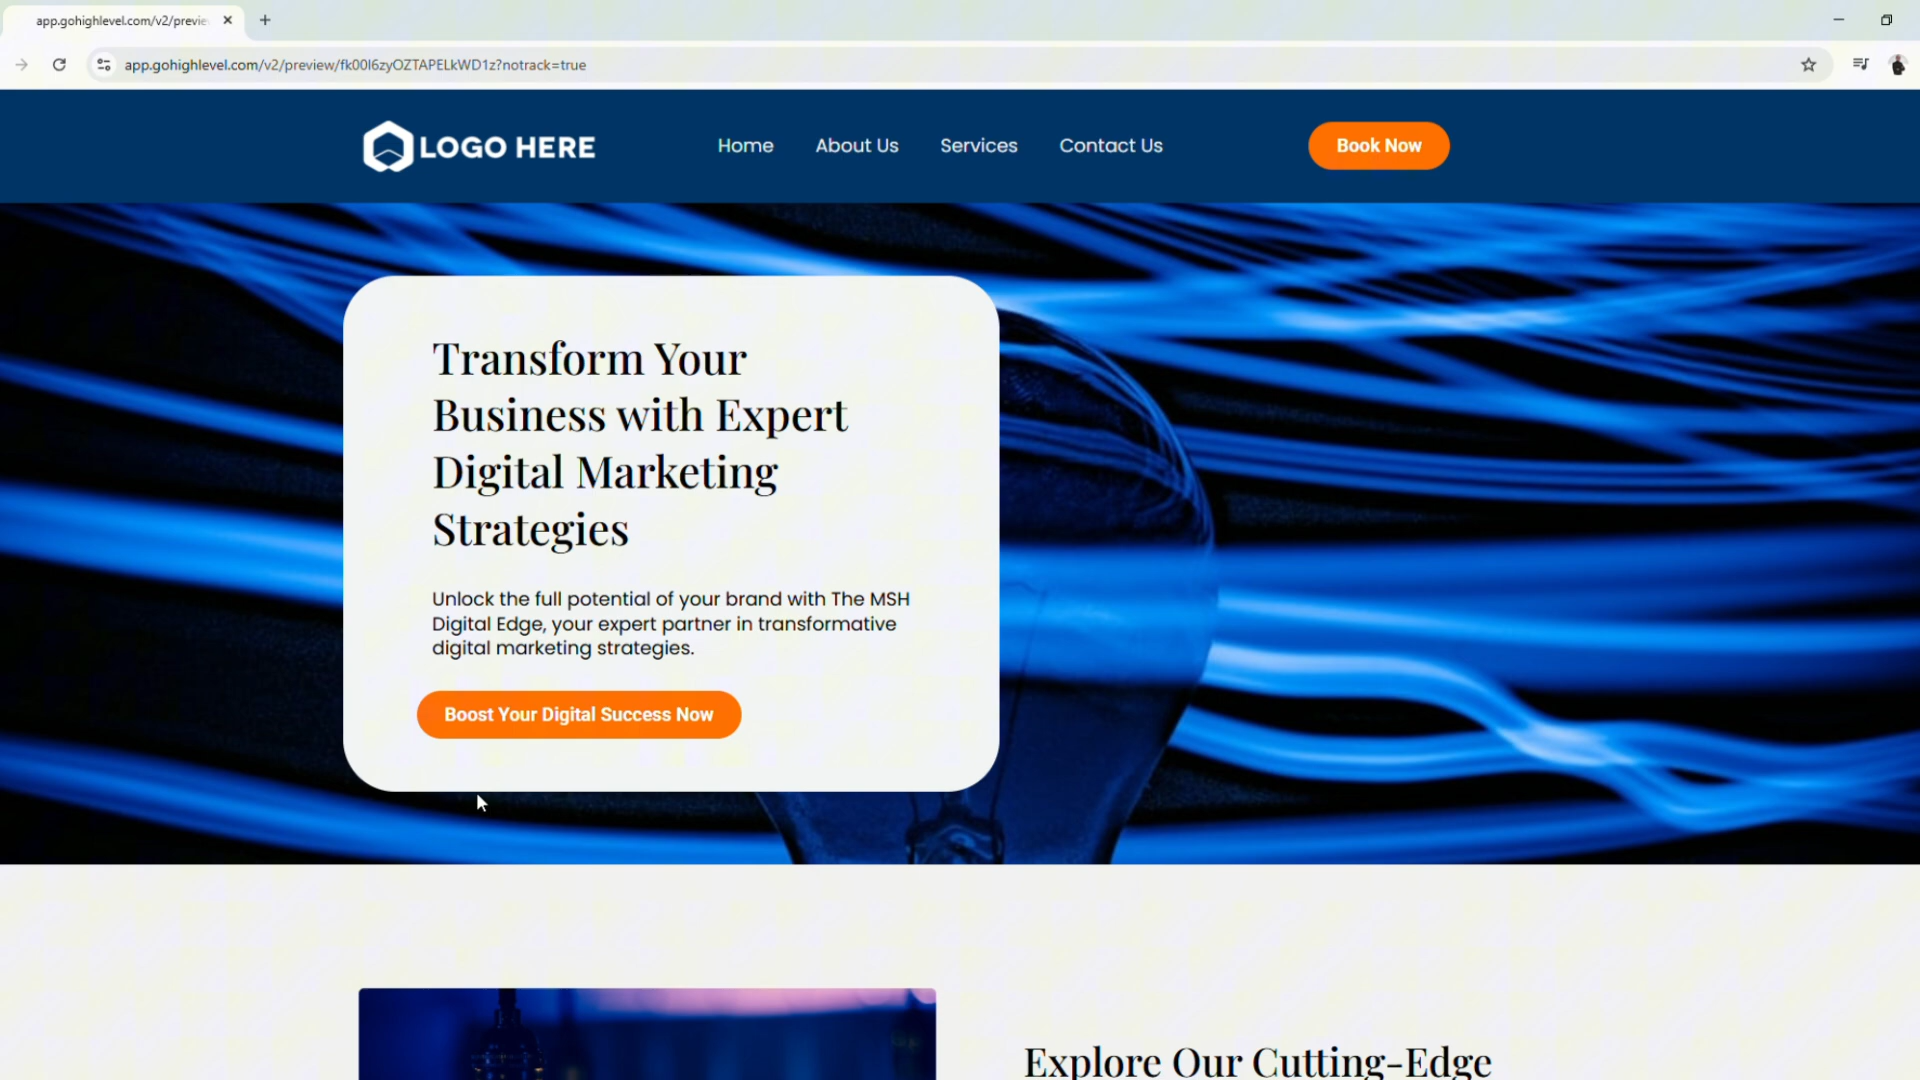 app.gohighlevel.com/v2/previe
app.gohighlevel.com/v2/preview/fk00I6zyOZTAPELkWD1z?notrack=true
LOGO HERE
Home
About Us
Services
Contact Us
Book Now
Transform Your
Business with Expert
Digital Marketing
Strategies
Unlock the full potential of your brand with The MSH
Digital Edge, your expert partner in transformative
digital marketing strategies.
Boost Your Digital Success Now
Explore Our Cutting-Edge